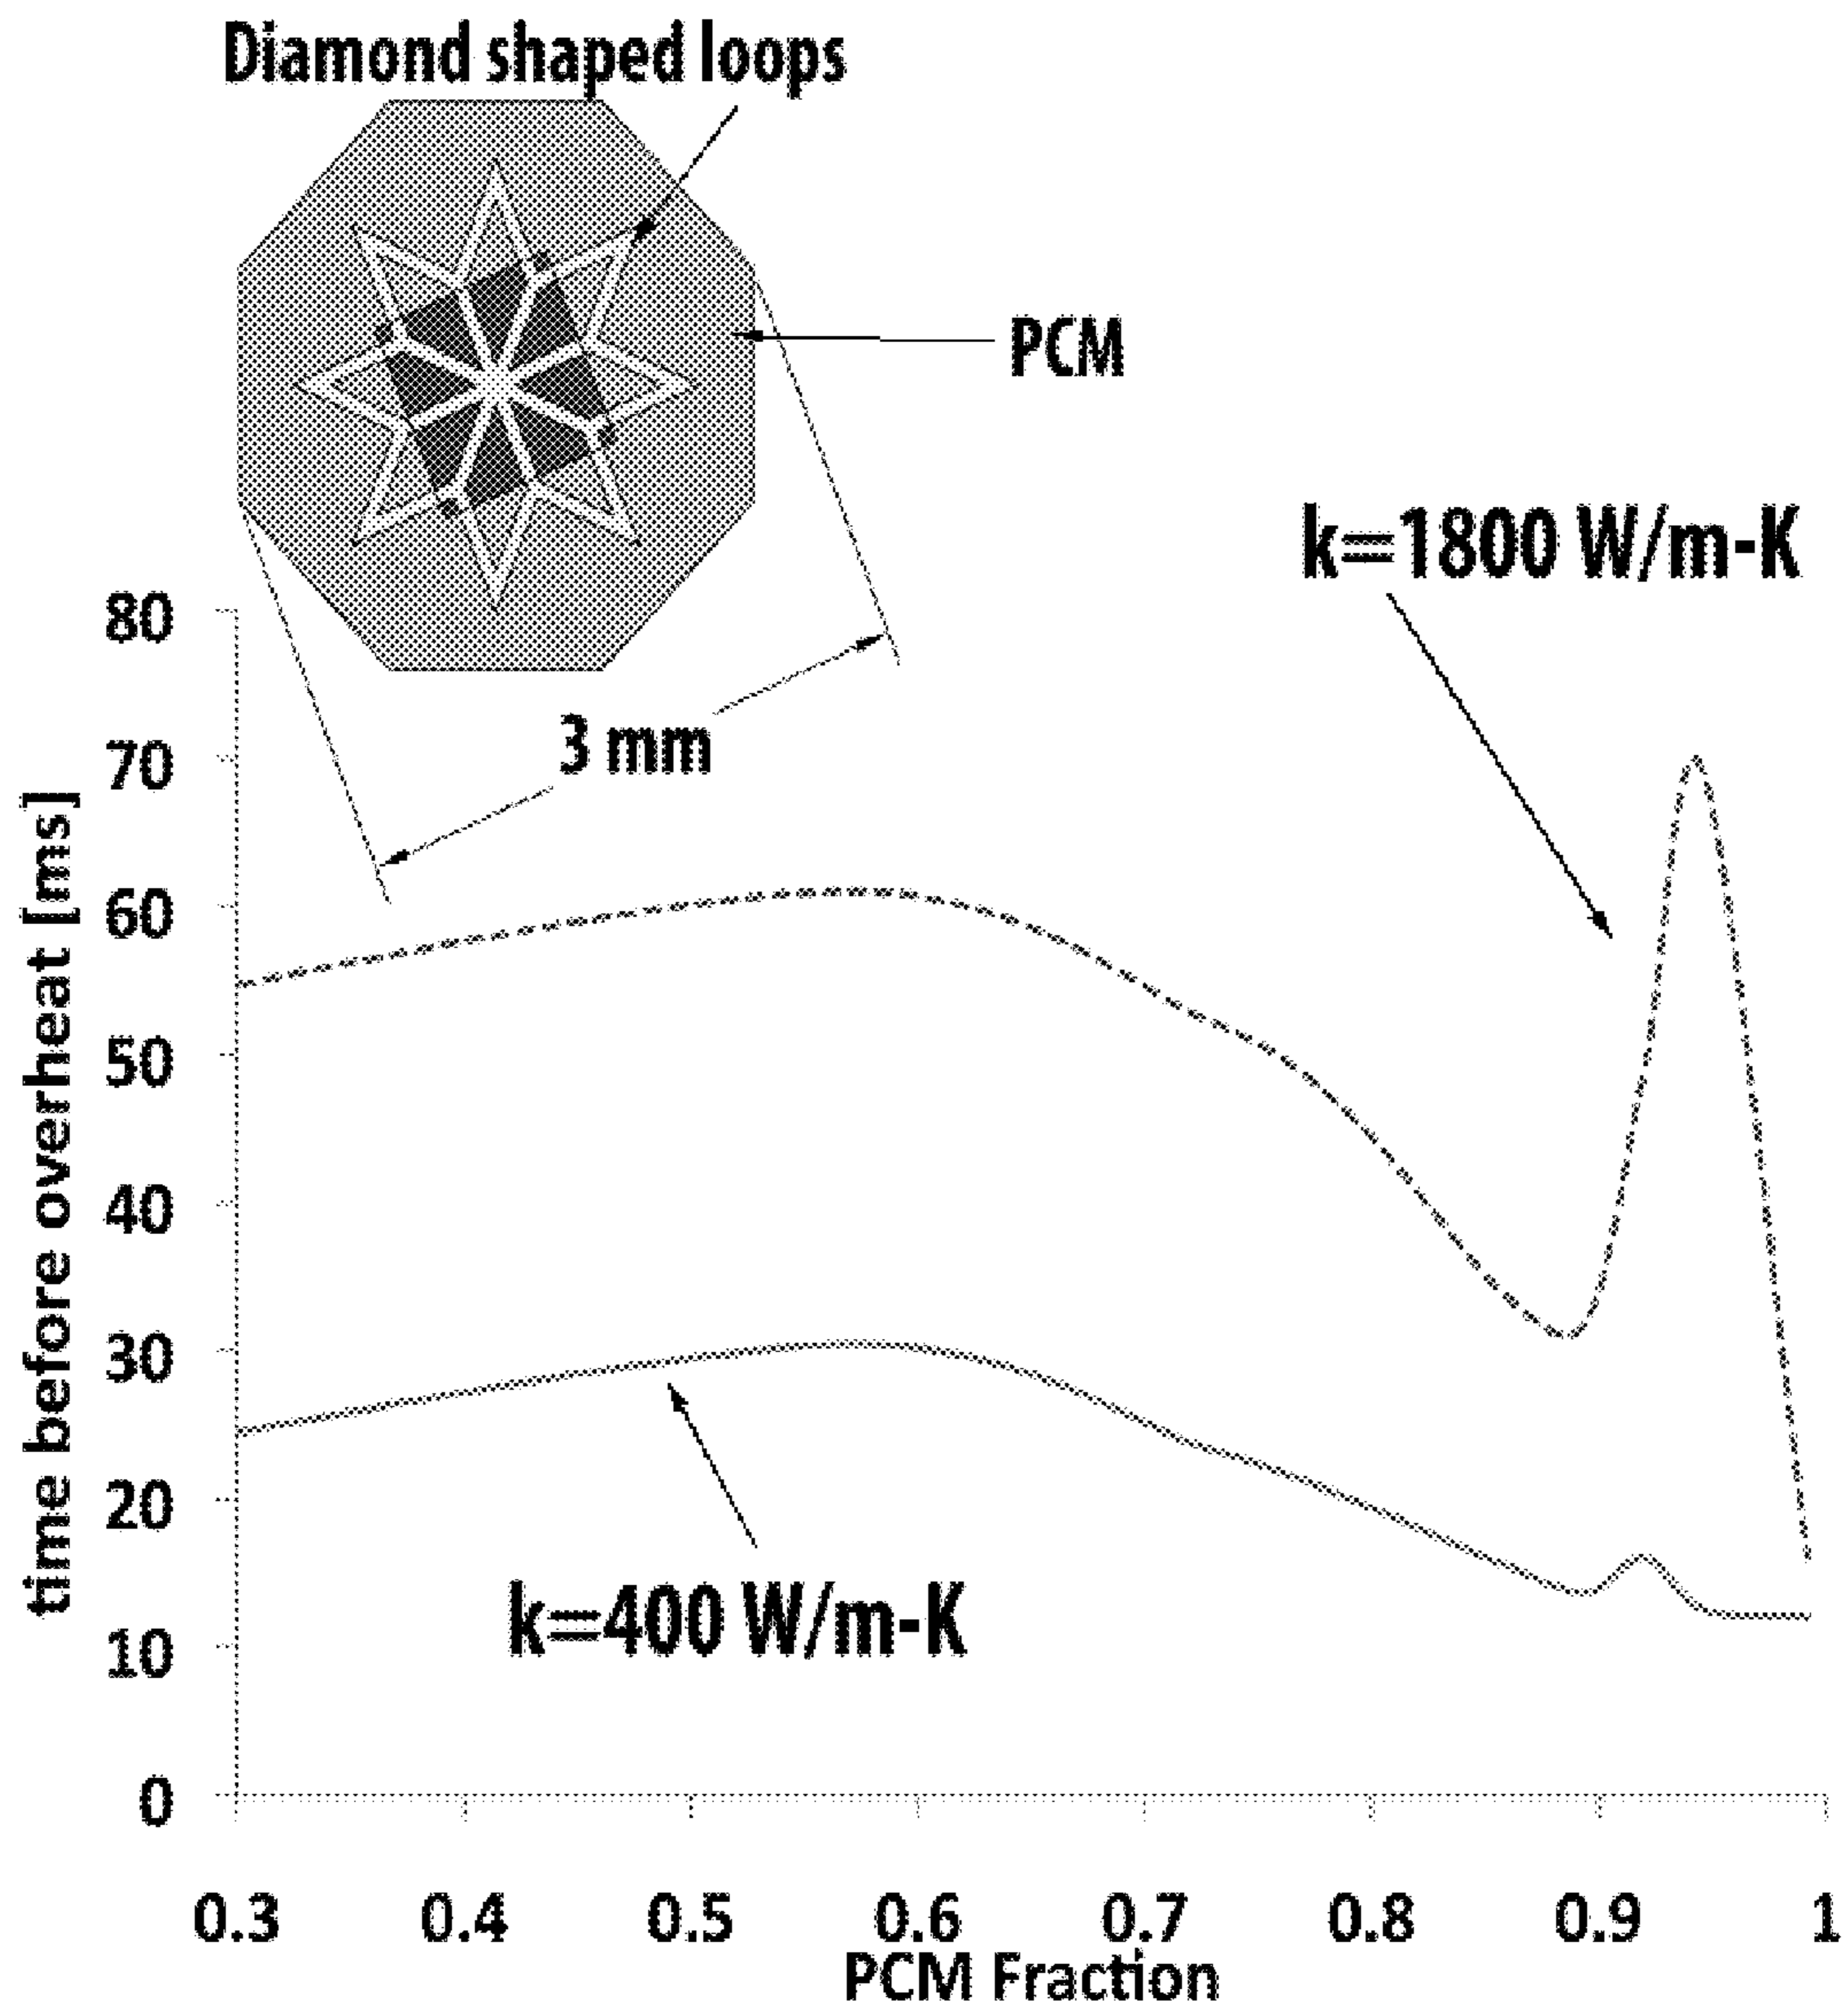 Diamond shaped loops
PCM
k=1800 W/m-K
3 mm
80
70
60
50
40
30
20
10
0
time before overheat [ms]
k=400 W/m-K
0.3 0.4 0.5 0.6 0.7 0.8 0.9 1
PCM Fraction